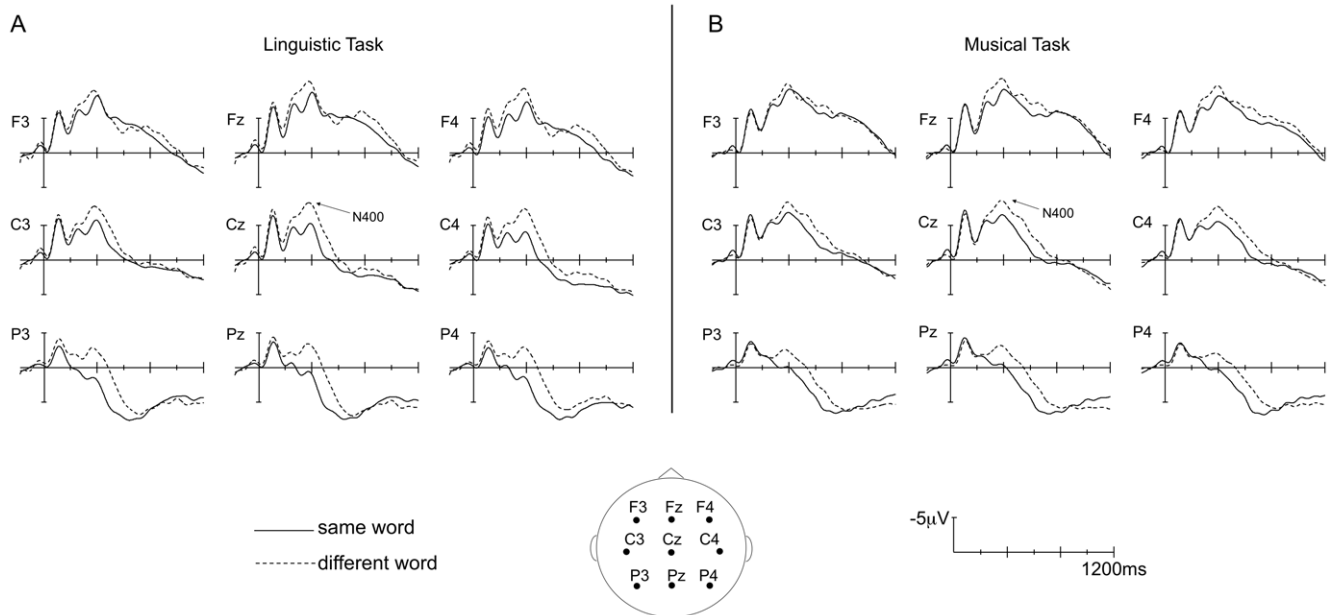 A
Linguistic Task
F3
Fz
F4
C3
Cz
N400
C4
P3
Pz
P4
B
Musical Task
F3
Fz
F4
C3
Cz
N400
C4
P3
Pz
P4
same word
different word
F3 Fz F4
C3 Cz C4
P3 Pz P4
-5μV
1200ms